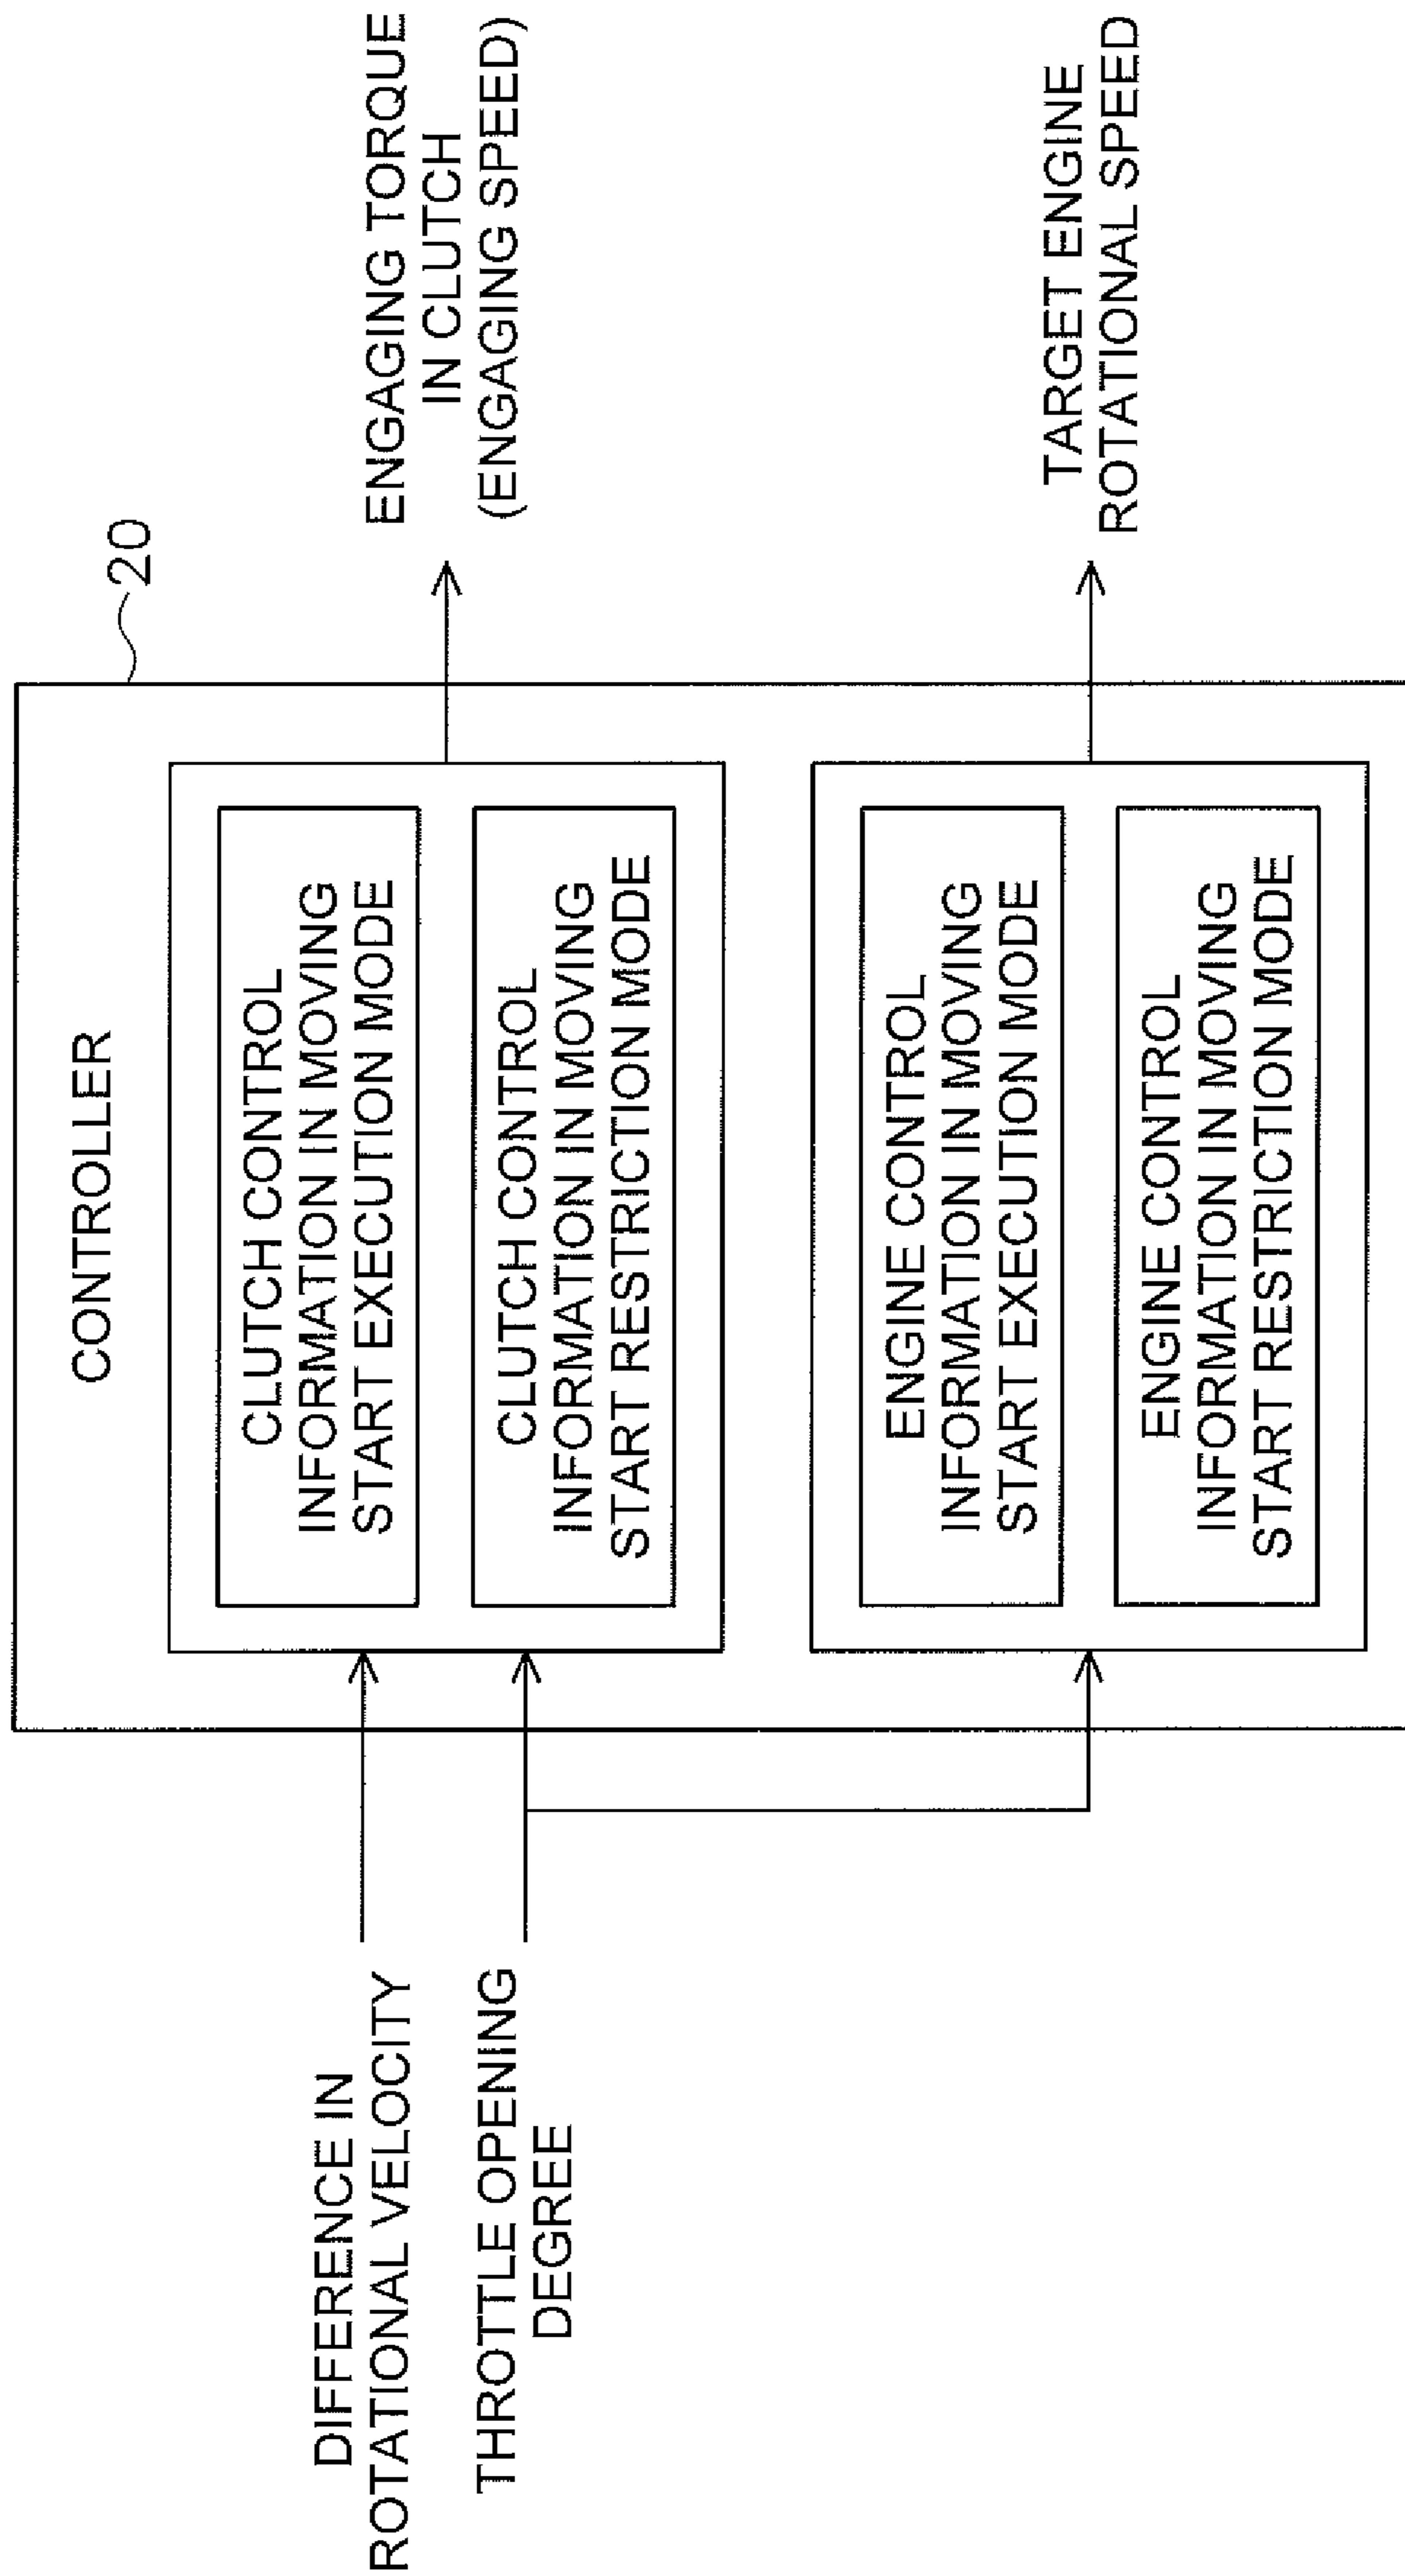 DIFFERENCE IN
ROTATIONAL VELOCITY
THROTTLE OPENING
DEGREE
CONTROLLER
20
CLUTCH CONTROL
INFORMATION IN MOVING
START EXECUTION MODE
CLUTCH CONTROL
INFORMATION IN MOVING
START RESTRICTION MODE
ENGINE CONTROL
INFORMATION IN MOVING
START EXECUTION MODE
ENGINE CONTROL
INFORMATION IN MOVING
START RESTRICTION MODE
ENGAGING TORQUE
IN CLUTCH
(ENGAGING SPEED)
TARGET ENGINE
ROTATIONAL SPEED